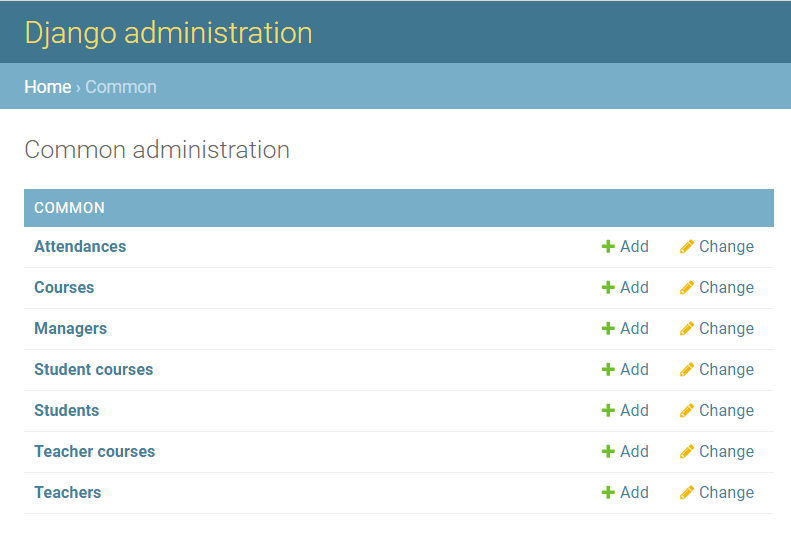 Django administration
Home › Common
Common administration
COMMON
Attendances Add Change
Courses Add Change
Managers Add Change
Student courses Add Change
Students Add Change
Teacher courses Add Change
Teachers Add Change